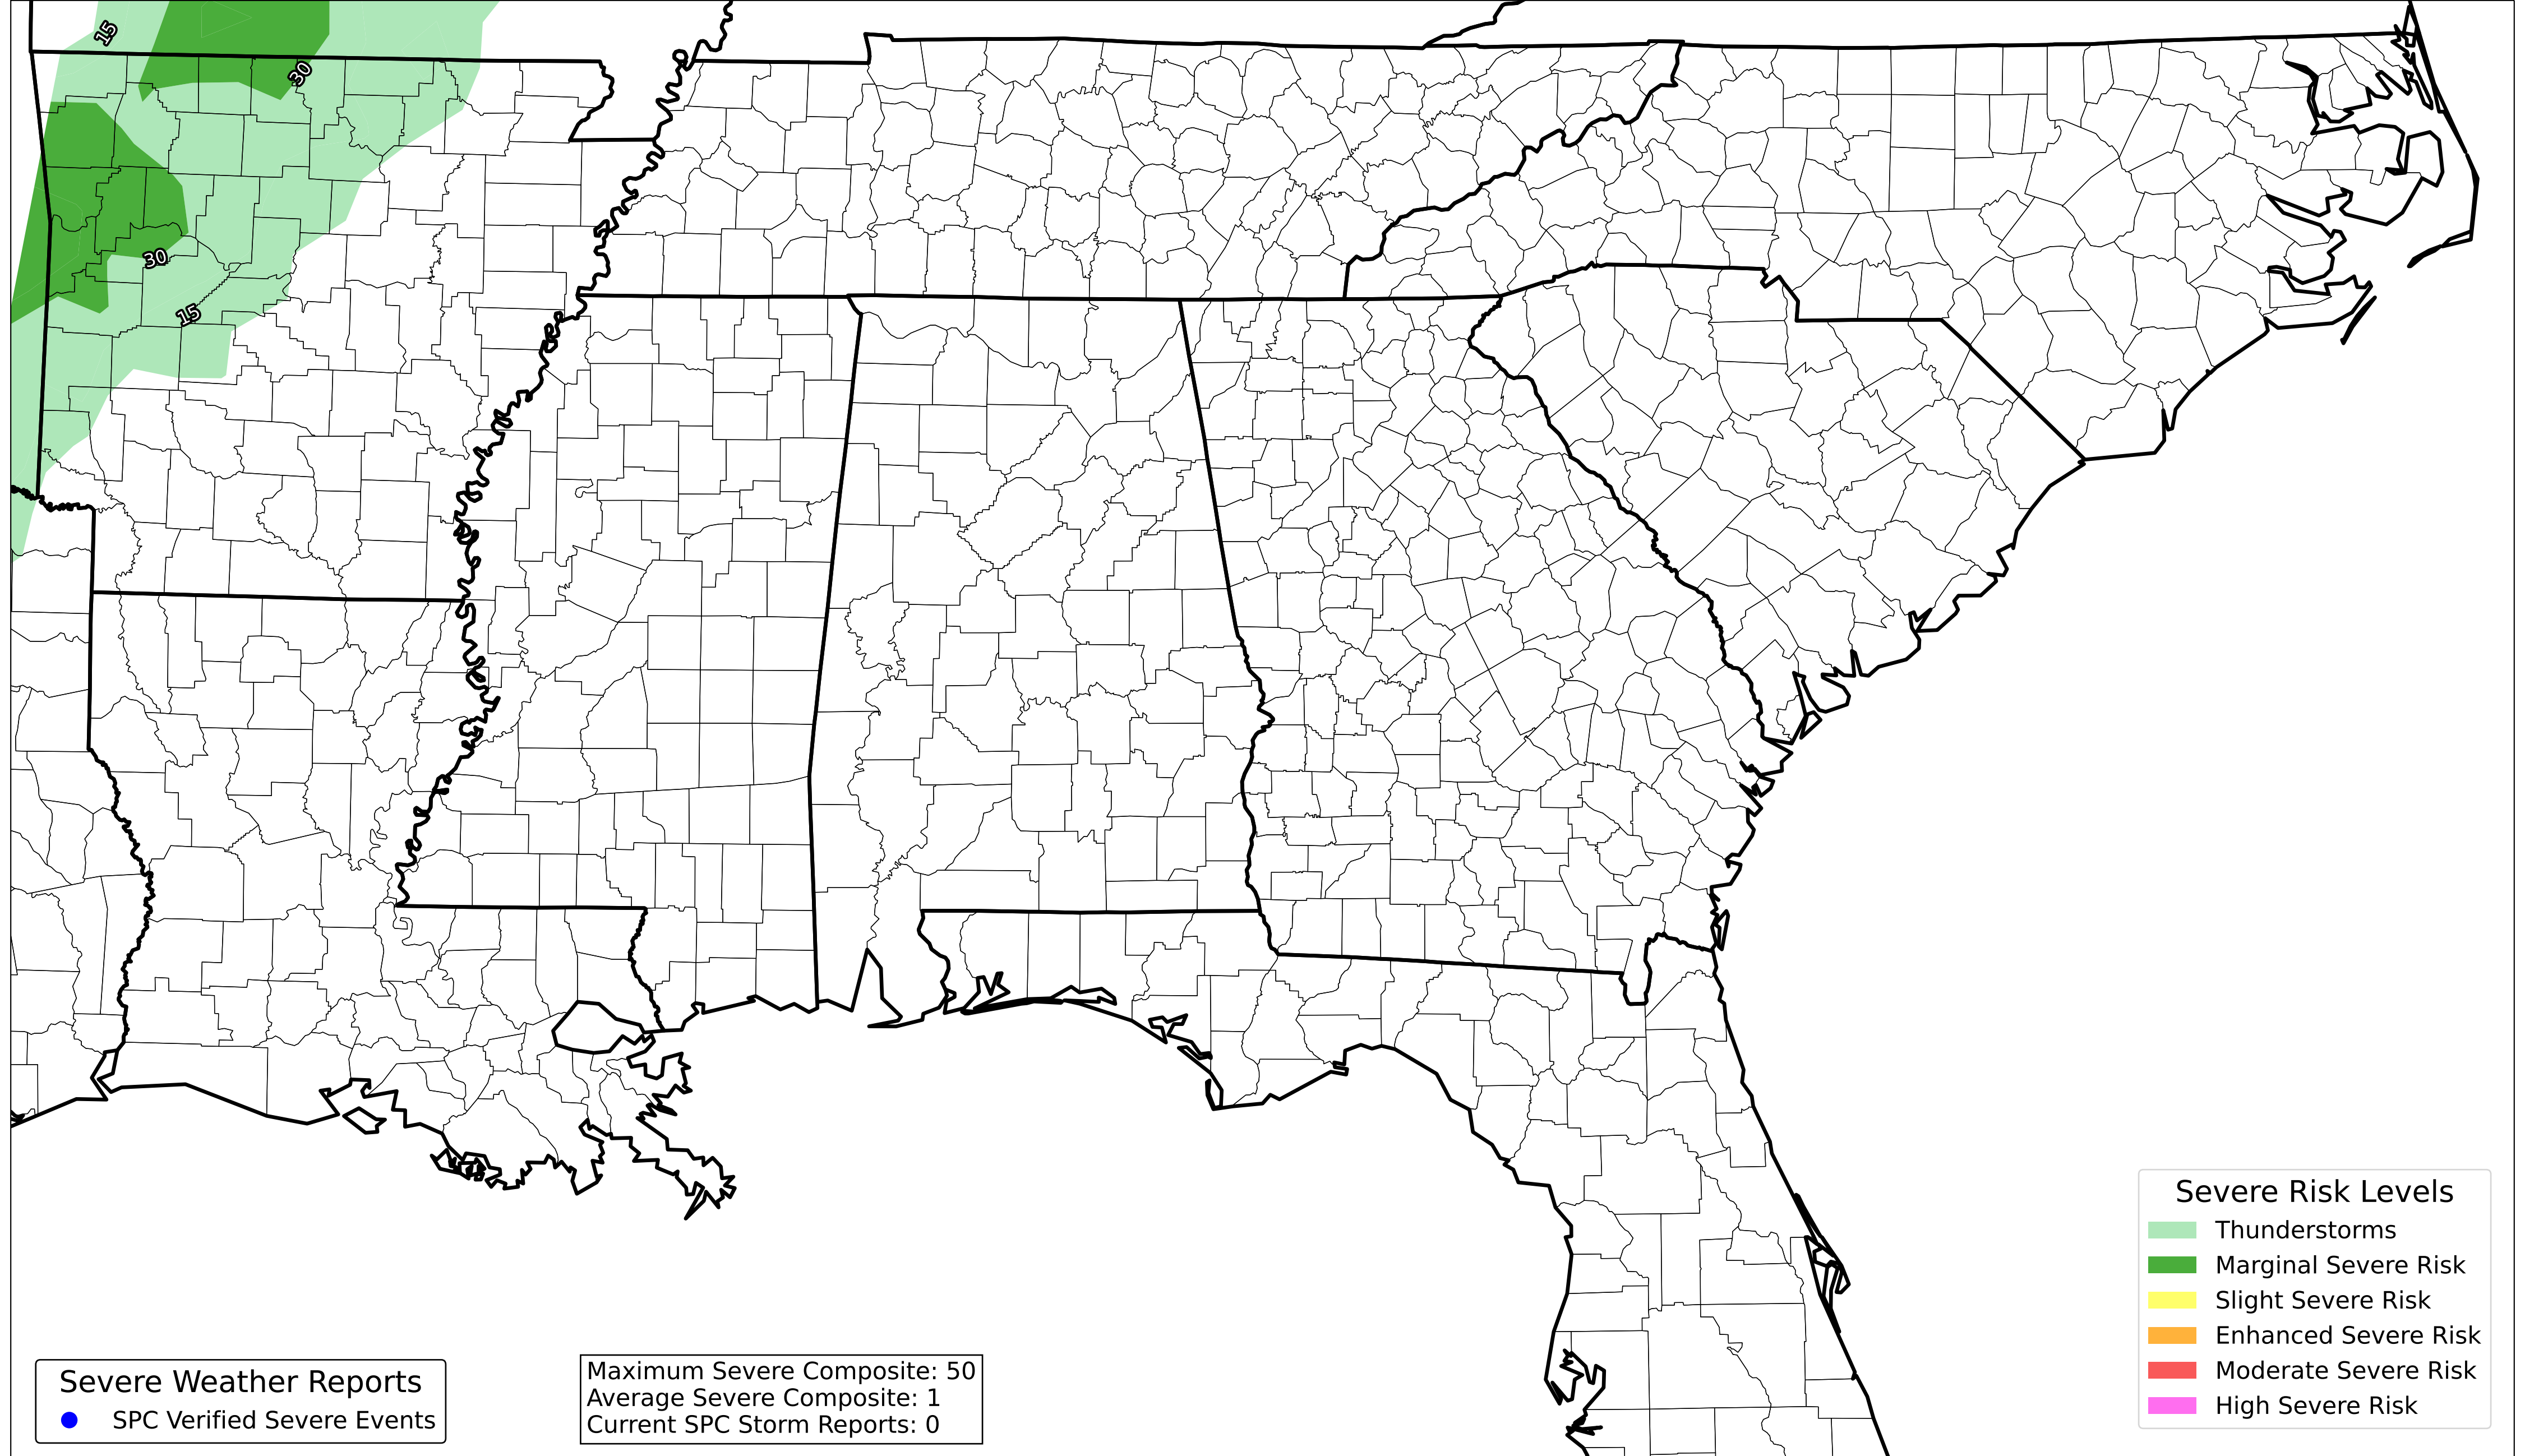 15
30
30
15
Severe Risk Levels
Thunderstorms
Marginal Severe Risk
Slight Severe Risk
Enhanced Severe Risk
Moderate Severe Risk
High Severe Risk
Severe Weather Reports
SPC Verified Severe Events
Maximum Severe Composite: 50
Average Severe Composite: 1
Current SPC Storm Reports: 0